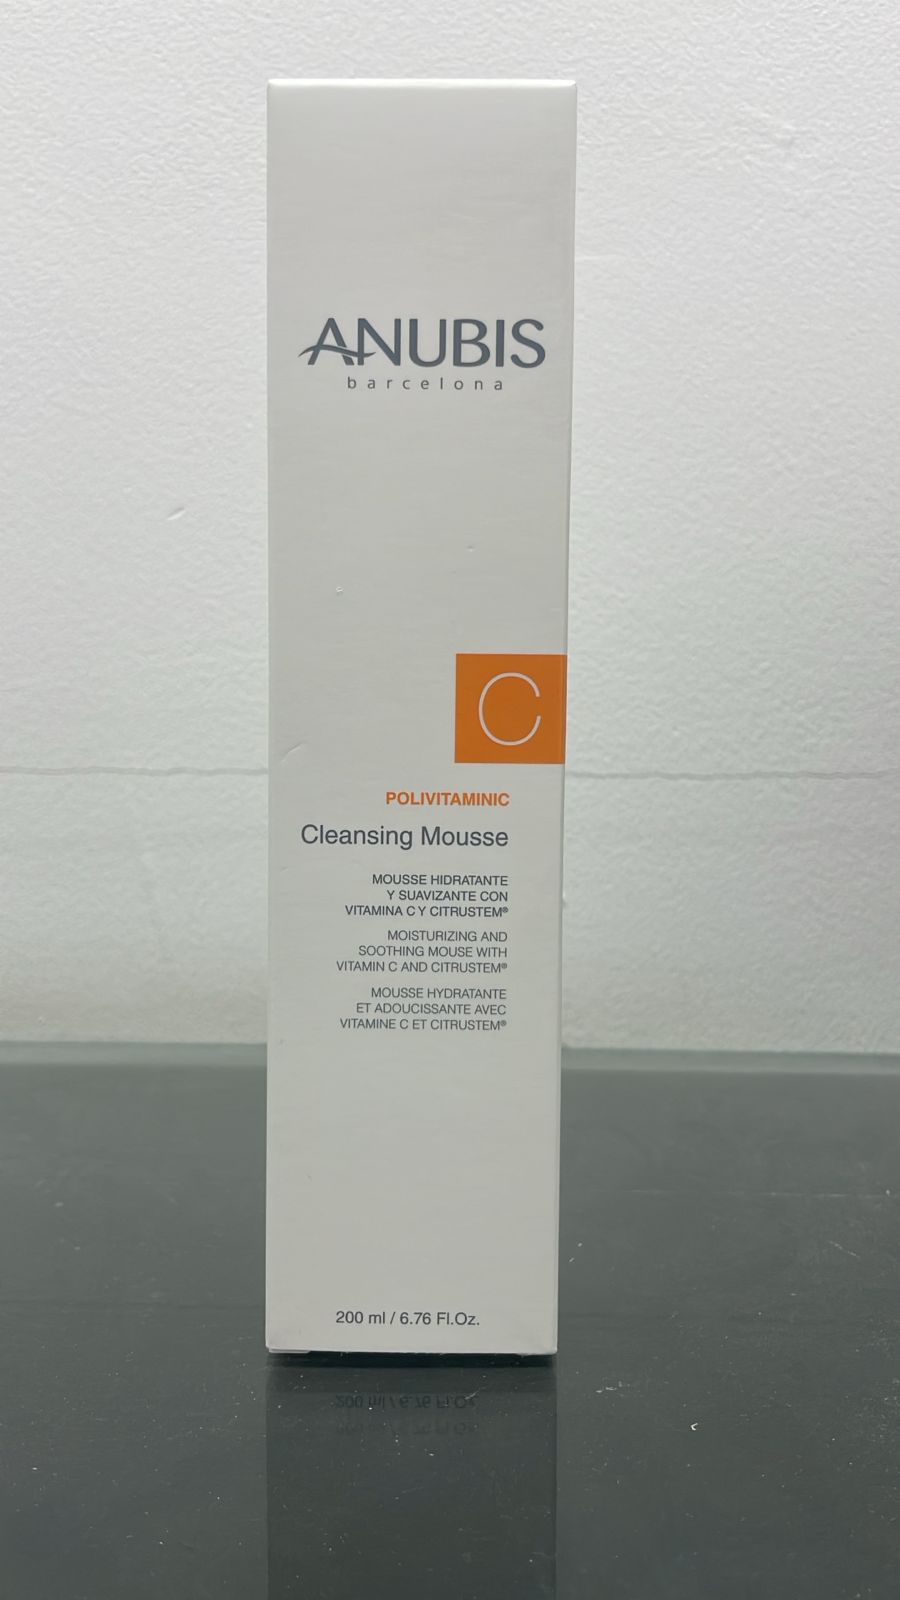 ANUBIS
barcelona
C
POLIVITAMINIC
Cleansing Mousse
MOUSSE HIDRATANTE
Y SUAVIZANTE CON
VITAMINA C Y CITRUSTEM®
MOISTURIZING AND
SOOTHING MOUSE WITH
VITAMIN C AND CITRUSTEM®
MOUSSE HYDRATANTE
ET ADOUCISSANTE AVEC
VITAMINE C ET CITRUSTEM®
200 ml / 6.76 Fl.Oz.